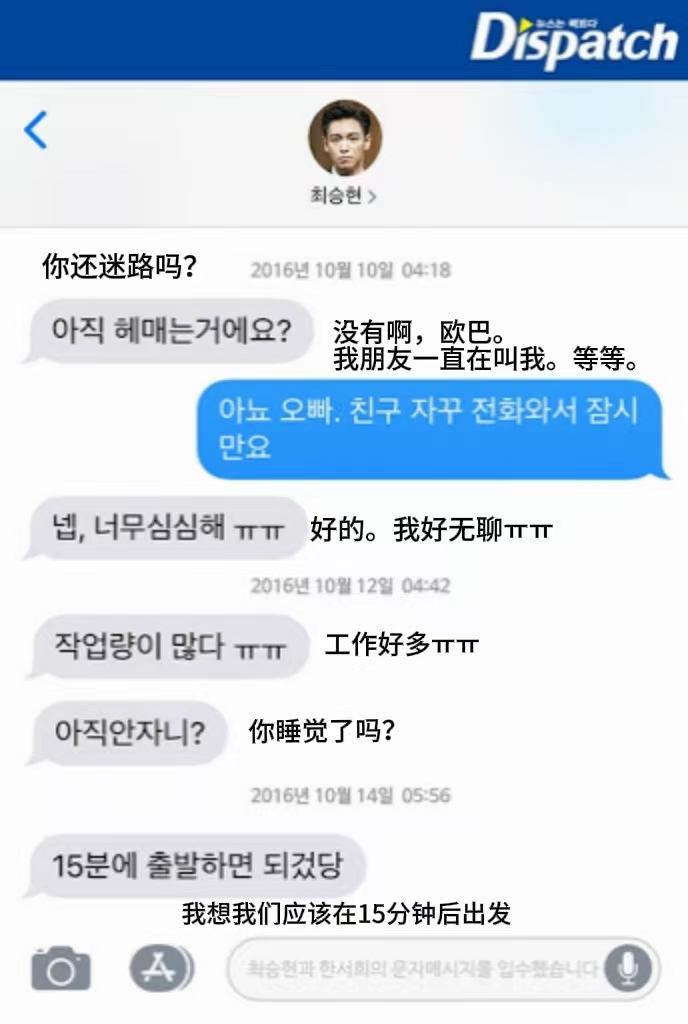 뉴스는 팩트다
Dispatch
최승현 >
你还迷路吗？ 2016년 10월 10일 04:18
아직 헤매는거에요?
没有啊，欧巴。
我朋友一直在叫我。等等。
아뇨 오빠. 친구 자꾸 전화와서 잠시
만요
넵, 너무심심해 ㅠㅠ 好的。我好无聊ㅠㅠ
2016년 10월 12일 04:42
작업량이 많다 ㅠㅠ 工作好多ㅠㅠ
아직안자니? 你睡觉了吗？
2016년 10월 14일 05:56
15분에 출발하면 되겄당
我想我们应该在15分钟后出发
최승현과 한서희의 문자메시지를 입수했습니다